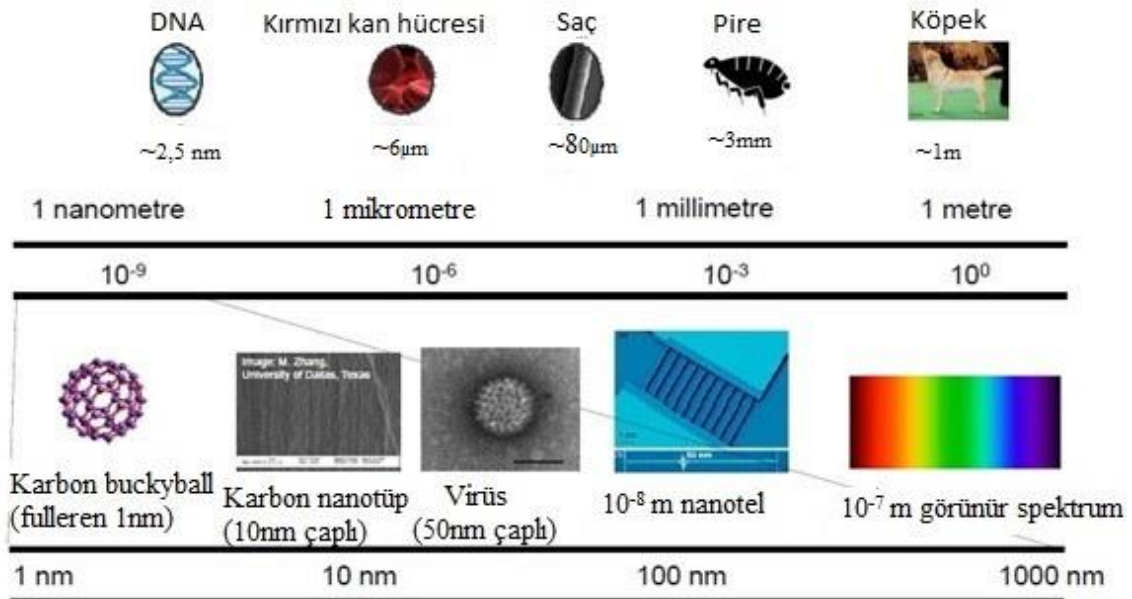 DNA
Kırmızı kan hücresi
Saç
Pire
Köpek
~2,5 nm
~6µm
~80µm
~3mm
~1m
1 nanometre
1 mikrometre
1 millimetre
1 metre
10⁻⁹
10⁻⁶
10⁻³
10⁰
Image: M. Zhang,
University of Dallas, Texas
Karbon buckyball
(fulleren 1nm)
Karbon nanotüp
(10nm çaplı)
Virüs
(50nm çaplı)
10⁻⁸ m nanotel
10⁻⁷ m görünür spektrum
1 nm
10 nm
100 nm
1000 nm